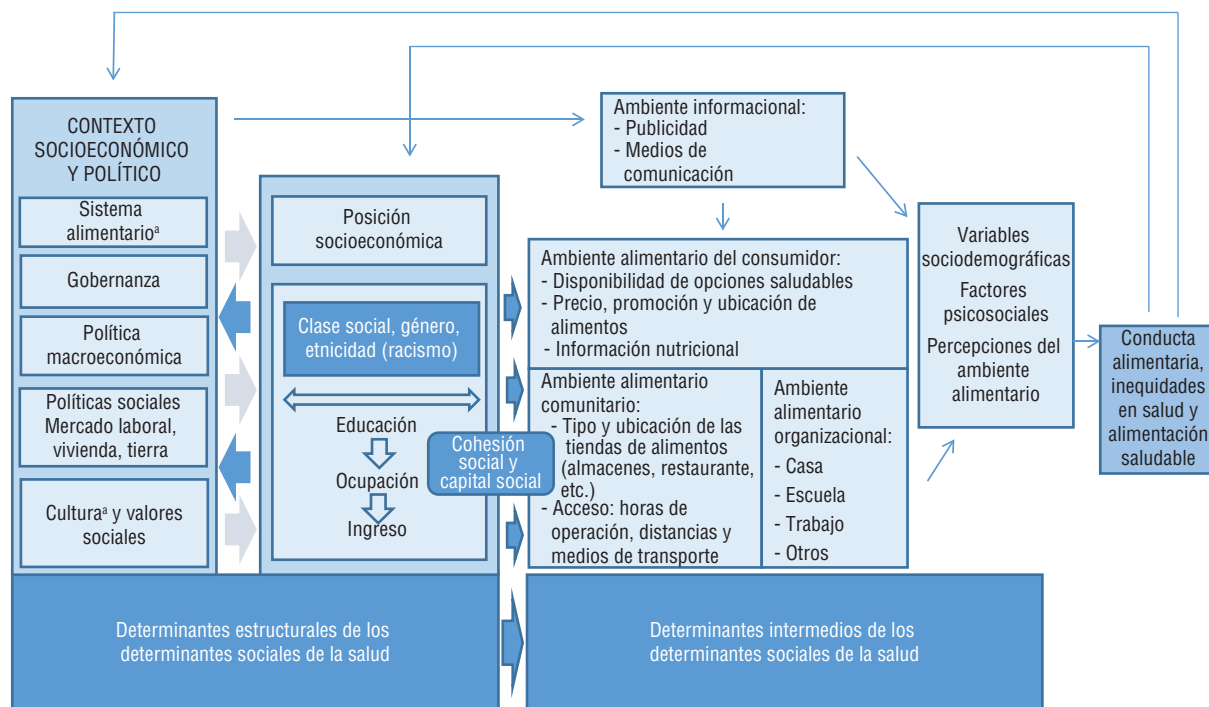 CONTEXTO
SOCIOECONÓMICO
Y POLÍTICO
Sistema
alimentarioª
Gobernanza
Política
macroeconómica
Políticas sociales
Mercado laboral,
vivienda, tierra
Culturaª y valores
sociales
Posición
socioeconómica
Clase social, género,
etnicidad (racismo)
Educación
Ocupación
Ingreso
Cohesión
social y
capital social
Ambiente informacional:
- Publicidad
- Medios de
comunicación
Ambiente alimentario del consumidor:
- Disponibilidad de opciones saludables
- Precio, promoción y ubicación de
alimentos
- Información nutricional
Ambiente alimentario
comunitario:
- Tipo y ubicación de las
tiendas de alimentos
(almacenes, restaurante,
etc.)
- Acceso: horas de
operación, distancias y
medios de transporte
Ambiente
alimentario
organizacional:
- Casa
- Escuela
- Trabajo
- Otros
Variables
sociodemográficas
Factores
psicosociales
Percepciones del
ambiente
alimentario
Conducta
alimentaria,
inequidades
en salud y
alimentación
saludable
Determinantes estructurales de los
determinantes sociales de la salud
Determinantes intermedios de los
determinantes sociales de la salud